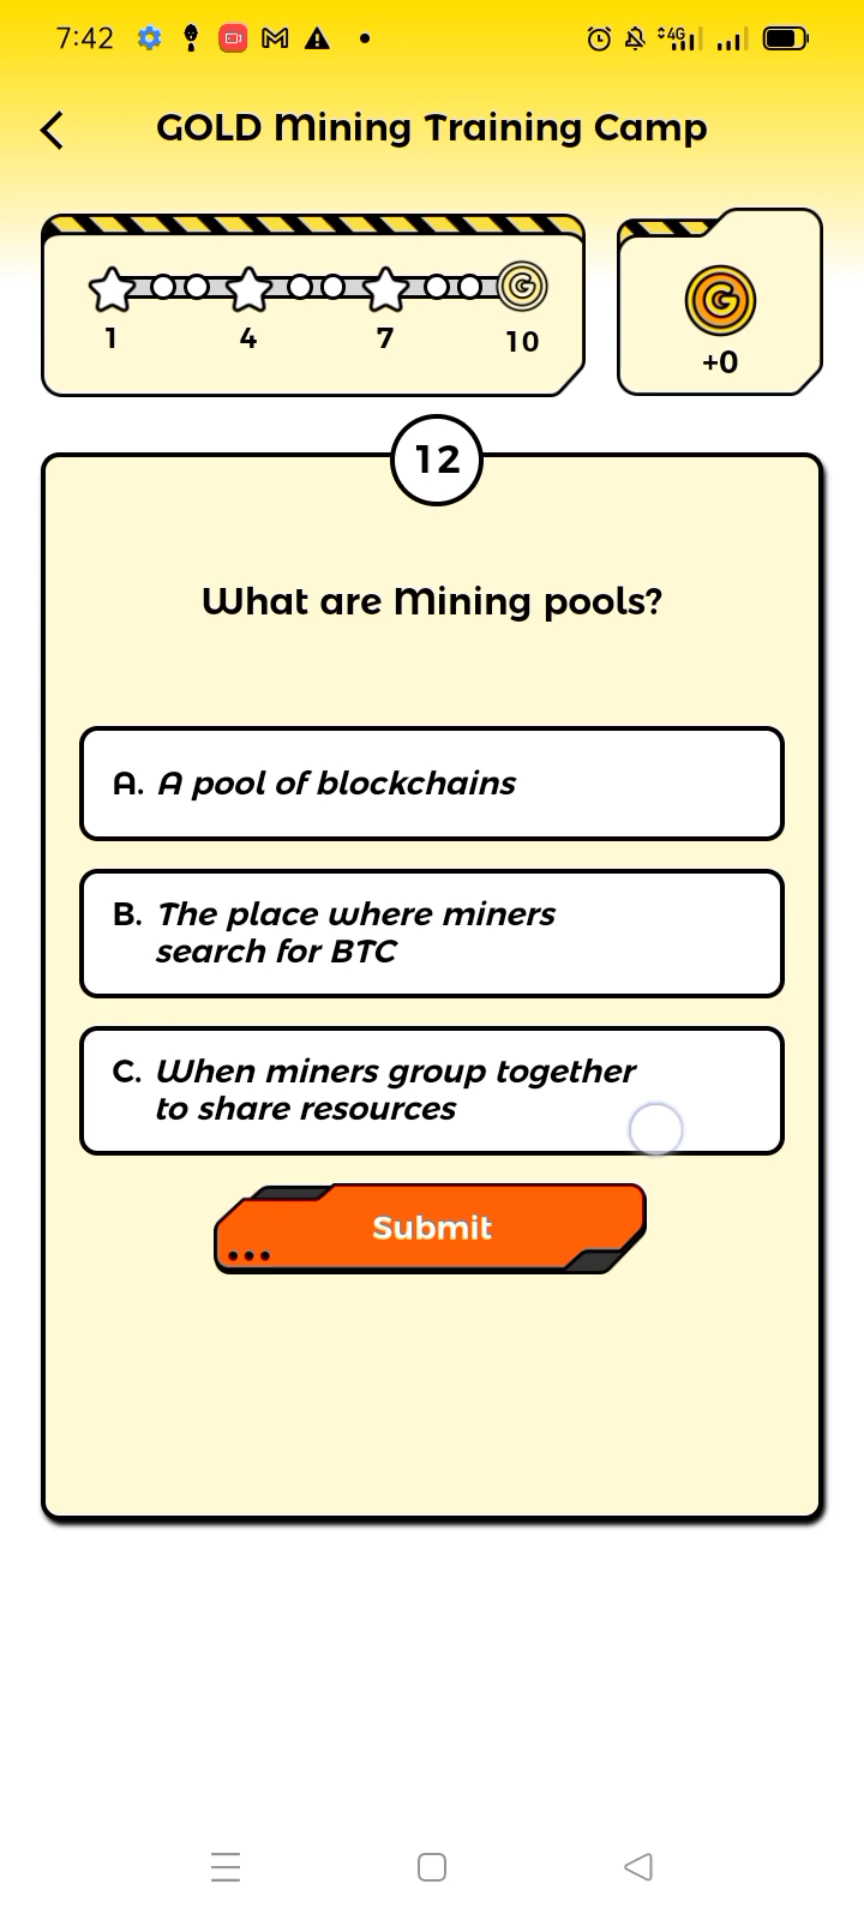 7:42
4G
GOLD Mining Training Camp
1
4
7
10
G
G
+0
12
What are Mining pools?
A. A pool of blockchains
B. The place where miners
search for BTC
C. When miners group together
to share resources
Submit